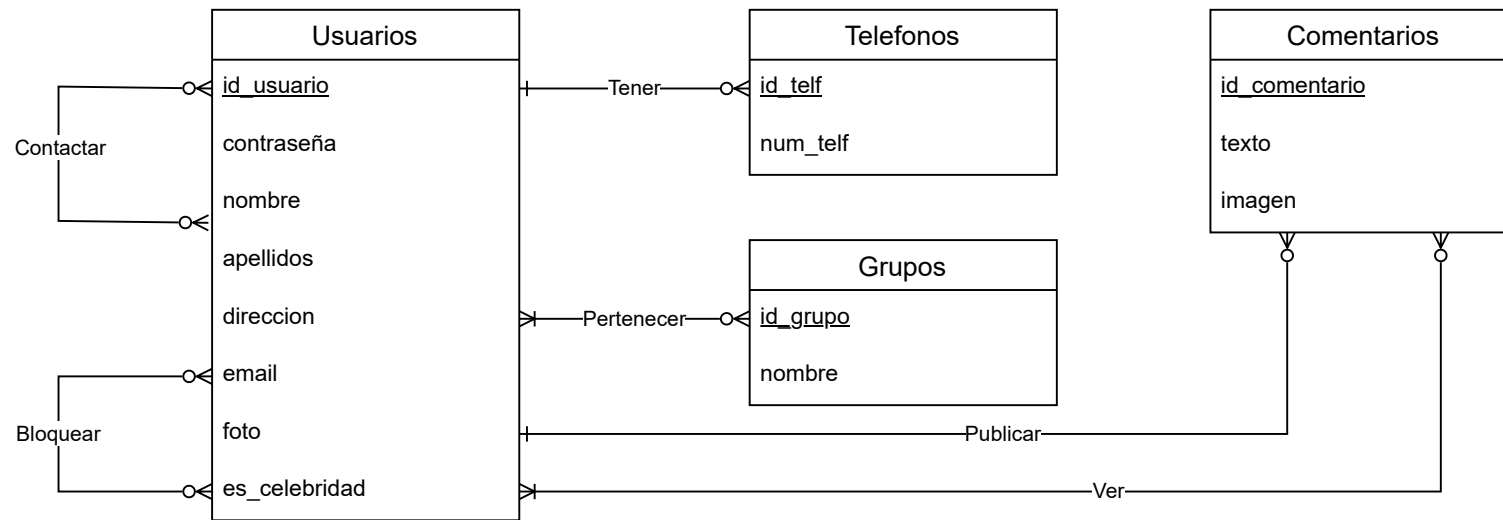 Usuarios
id_usuario
contraseña
nombre
apellidos
direccion
email
foto
es_celebridad
Contactar
Bloquear
Tener
Telefonos
id_telf
num_telf
Pertenecer
Grupos
id_grupo
nombre
Publicar
Ver
Comentarios
id_comentario
texto
imagen